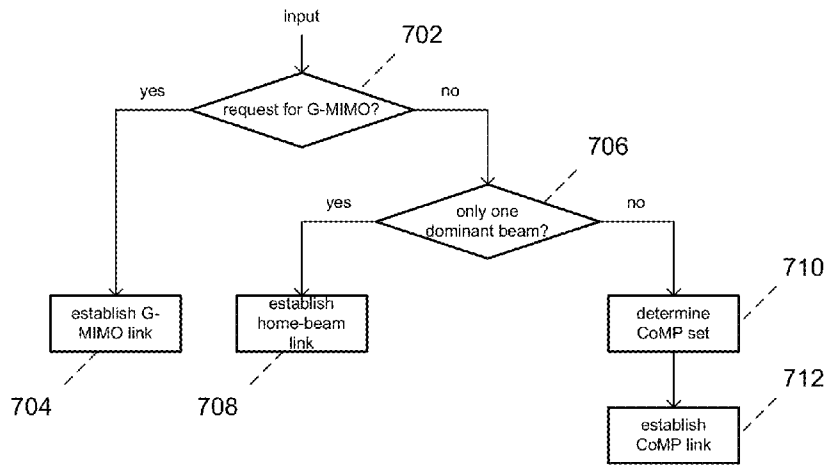 input
702
yes
request for G-MIMO?
no
706
yes
only one
dominant beam?
no
establish G-
MIMO link
704
establish
home-beam
link
708
determine
CoMP set
710
establish
CoMP link
712